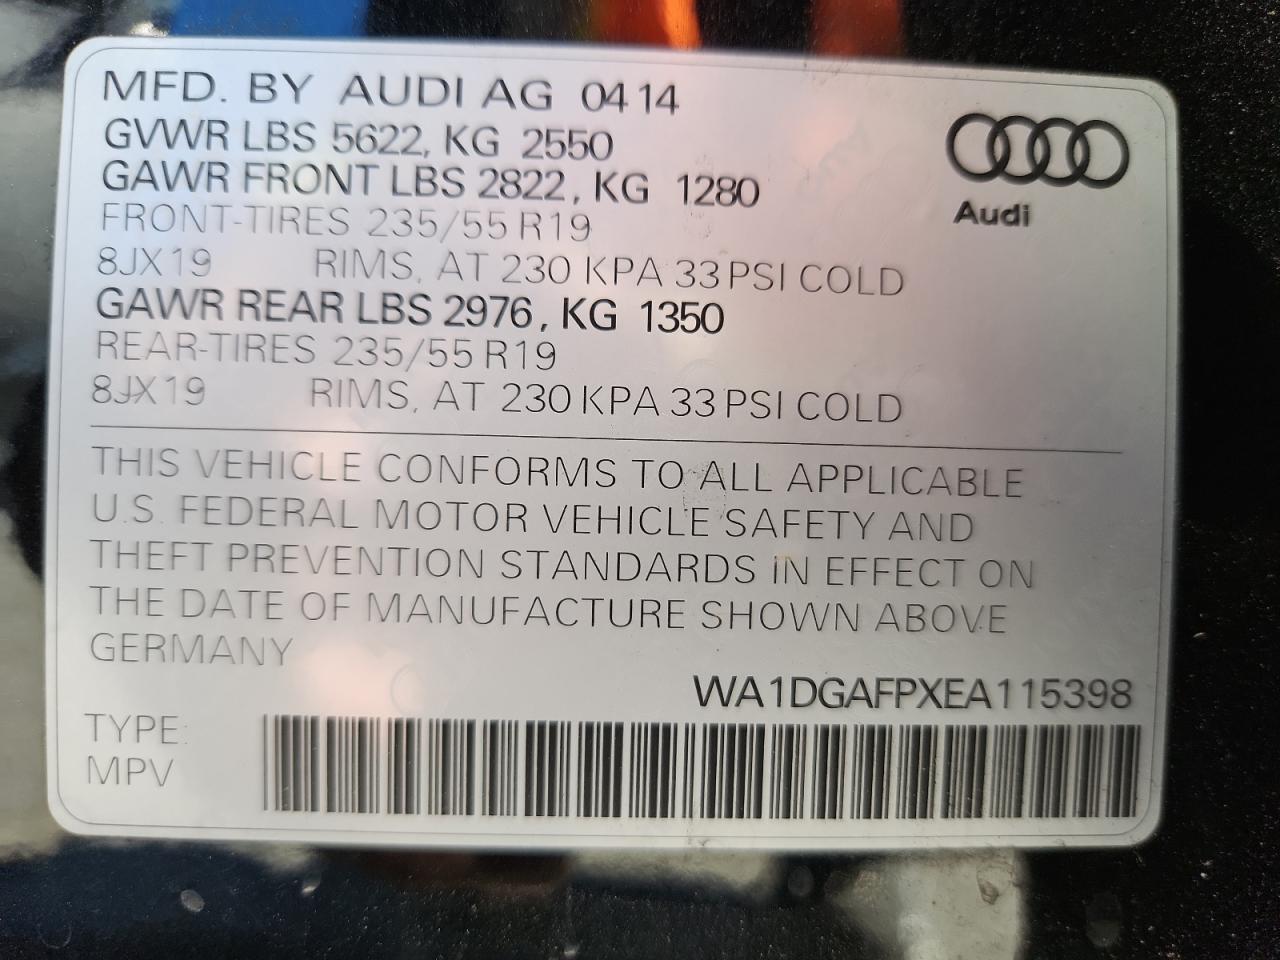 MFD. BY AUDI AG 04 14
GVWR LBS 5622, KG 2550
GAWR FRONT LBS 2822, KG 1280
FRONT-TIRES 235/55 R19
8JX19 RIMS, AT 230 KPA 33 PSI COLD
GAWR REAR LBS 2976, KG 1350
REAR-TIRES 235/55 R19
8JX19 RIMS, AT 230 KPA 33 PSI COLD
Audi
THIS VEHICLE CONFORMS TO ALL APPLICABLE
U.S. FEDERAL MOTOR VEHICLE SAFETY AND
THEFT PREVENTION STANDARDS IN EFFECT ON
THE DATE OF MANUFACTURE SHOWN ABOVE
GERMANY
WA1DGAFPXEA115398
TYPE:
MPV